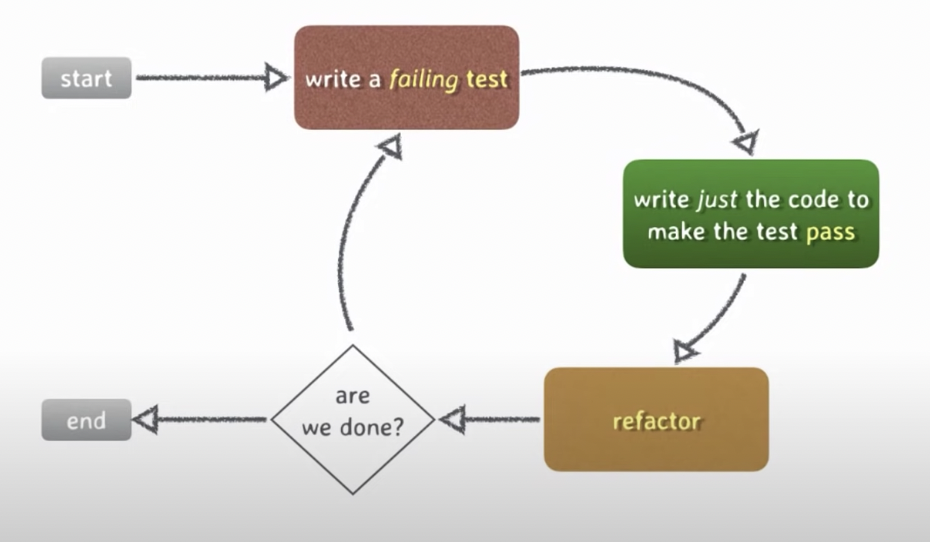 start
write a failing test
write just the code to
make the test pass
refactor
are
we done?
end